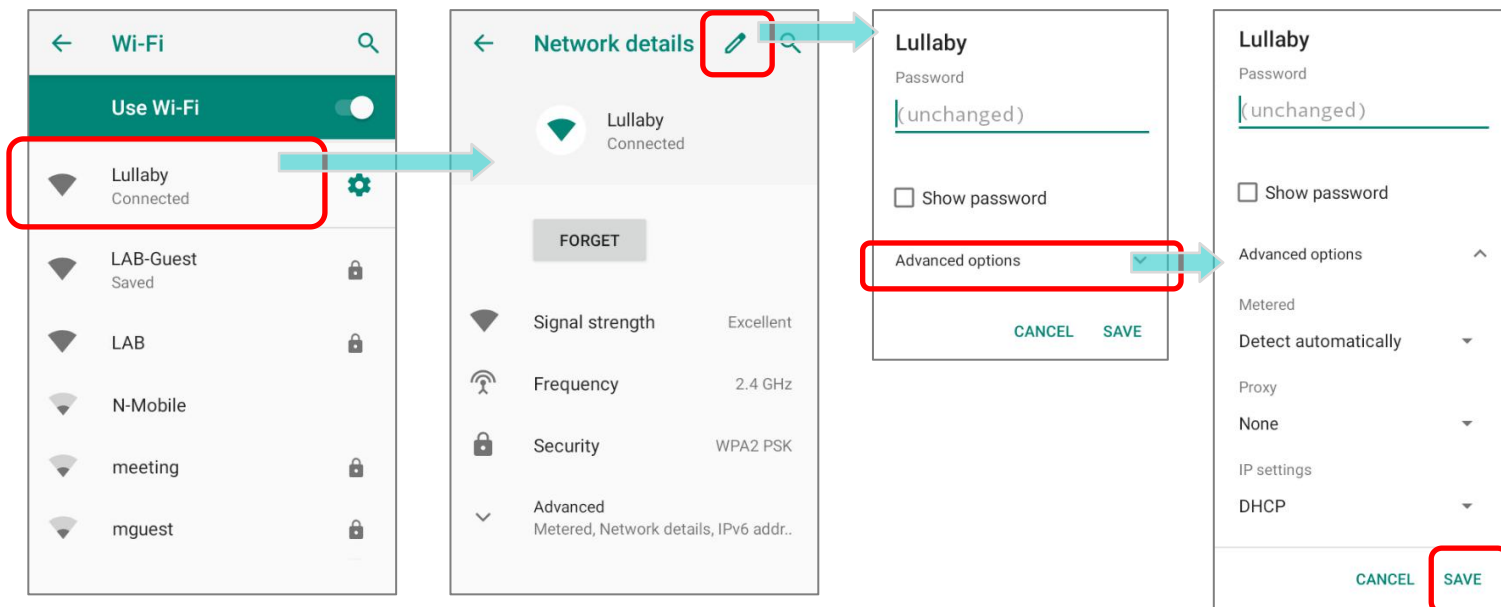 Wi-Fi
Use Wi-Fi
Lullaby
Connected
LAB-Guest
Saved
LAB
N-Mobile
meeting
mguest
Network details
Lullaby
Connected
FORGET
Signal strength Excellent
Frequency 2.4 GHz
Security WPA2 PSK
Advanced
Metered, Network details, IPv6 addr..
Lullaby
Password
(unchanged)
Show password
Advanced options
CANCEL SAVE
Lullaby
Password
(unchanged)
Show password
Advanced options
Metered
Detect automatically
Proxy
None
IP settings
DHCP
CANCEL SAVE